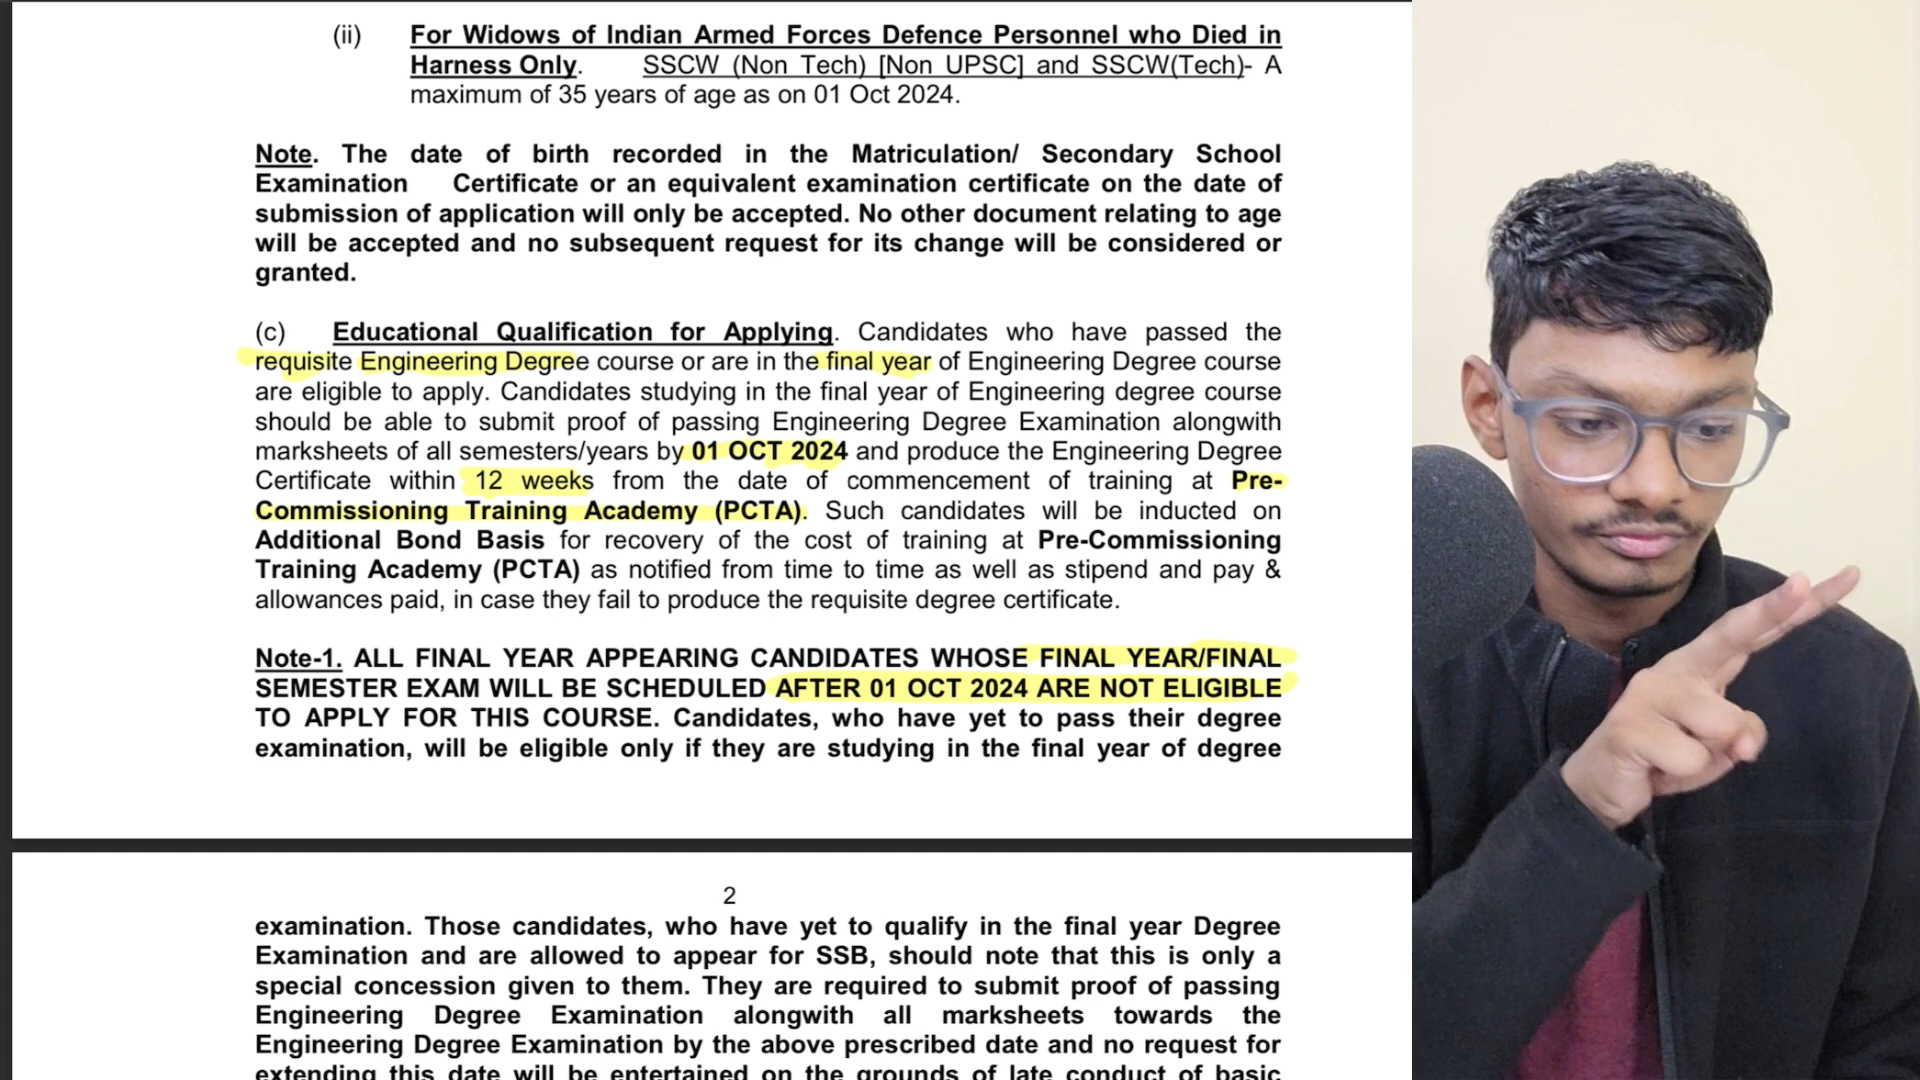 (ii) For Widows of Indian Armed Forces Defence Personnel who Died in
Harness Only. SSCW (Non Tech) [Non UPSC] and SSCW(Tech)- A
maximum of 35 years of age as on 01 Oct 2024.
Note. The date of birth recorded in the Matriculation/ Secondary School
Examination Certificate or an equivalent examination certificate on the date of
submission of application will only be accepted. No other document relating to age
will be accepted and no subsequent request for its change will be considered or
granted.
(c) Educational Qualification for Applying. Candidates who have passed the
requisite Engineering Degree course or are in the final year of Engineering Degree course
are eligible to apply. Candidates studying in the final year of Engineering degree course
should be able to submit proof of passing Engineering Degree Examination alongwith
marksheets of all semesters/years by 01 OCT 2024 and produce the Engineering Degree
Certificate within 12 weeks from the date of commencement of training at Pre-
Commissioning Training Academy (PCTA). Such candidates will be inducted on
Additional Bond Basis for recovery of the cost of training at Pre-Commissioning
Training Academy (PCTA) as notified from time to time as well as stipend and pay &
allowances paid, in case they fail to produce the requisite degree certificate.
Note-1. ALL FINAL YEAR APPEARING CANDIDATES WHOSE FINAL YEAR/FINAL
SEMESTER EXAM WILL BE SCHEDULED AFTER 01 OCT 2024 ARE NOT ELIGIBLE
TO APPLY FOR THIS COURSE. Candidates, who have yet to pass their degree
examination, will be eligible only if they are studying in the final year of degree
2
examination. Those candidates, who have yet to qualify in the final year Degree
Examination and are allowed to appear for SSB, should note that this is only a
special concession given to them. They are required to submit proof of passing
Engineering Degree Examination alongwith all marksheets towards the
Engineering Degree Examination by the above prescribed date and no request for
extending this date will be entertained on the grounds of late conduct of basic